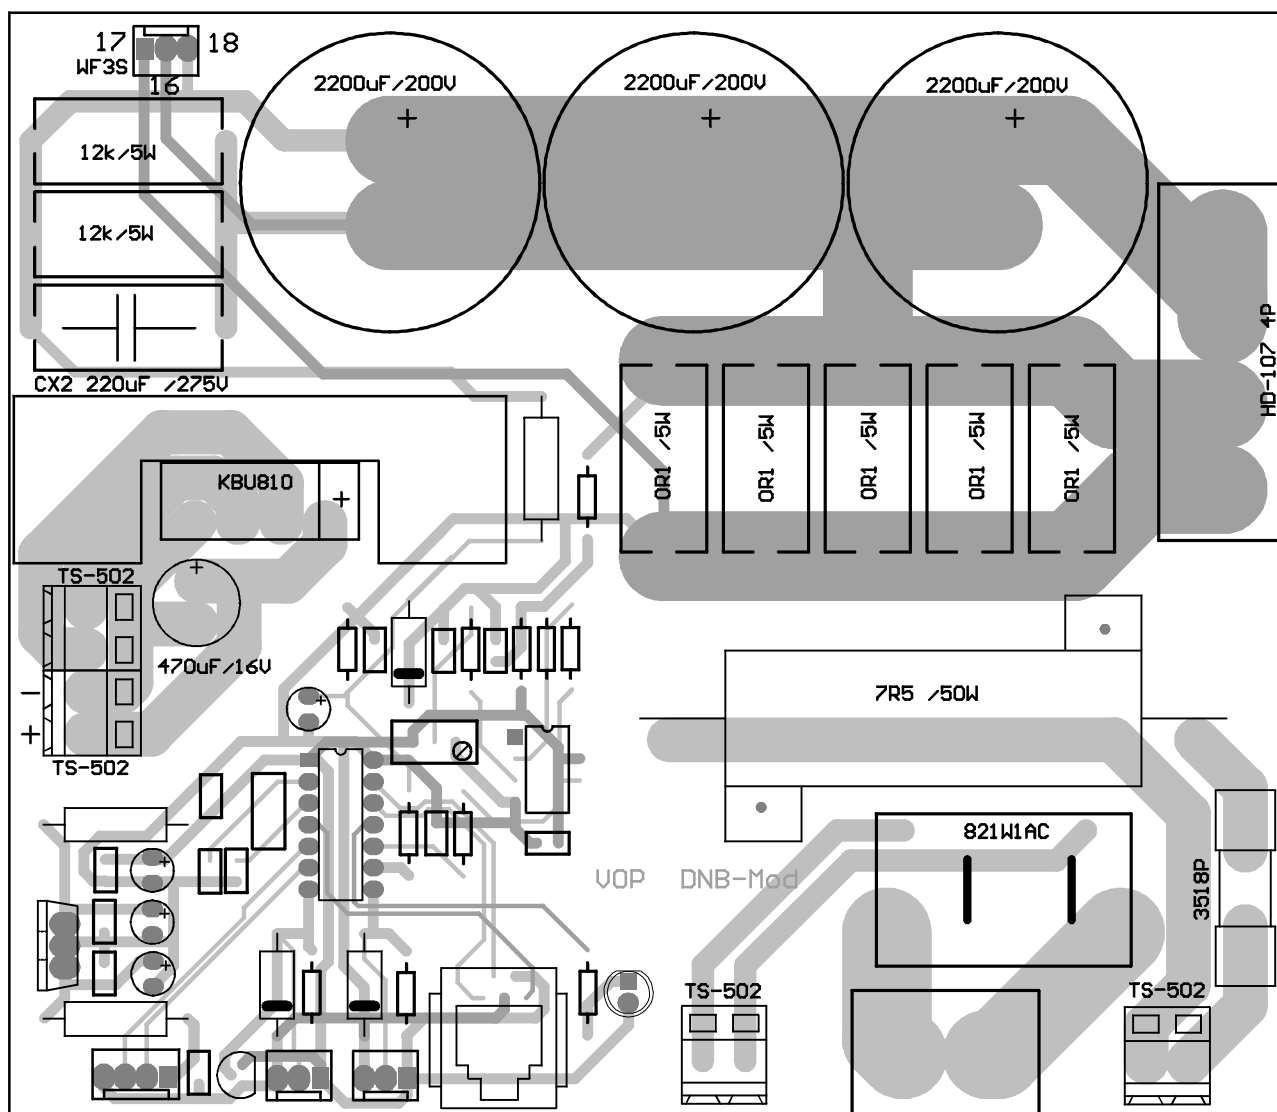 17
18
WF3S
16
2200uF/200V
2200uF/200V
2200uF/200V
+
+
+
12k/5W
12k/5W
CX2 220uF /275V
HD-107 4P
0R1 /5W
0R1 /5W
0R1 /5W
0R1 /5W
0R1 /5W
KBU810
+
TS-502
+
470uF/16V
-
+
TS-502
+
7R5 /50W
821W1AC
VOP DNB-Mod
3518P
+
+
+
TS-502
TS-502